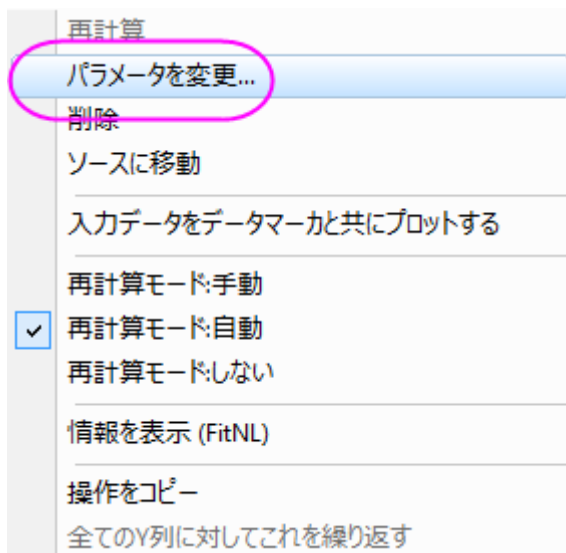 再計算
パラメータを変更...
削除
ソースに移動
入力データをデータマーカと共にプロットする
再計算モード:手動
再計算モード:自動
再計算モード:しない
情報を表示 (FitNL)
操作をコピー
全てのY列に対してこれを繰り返す